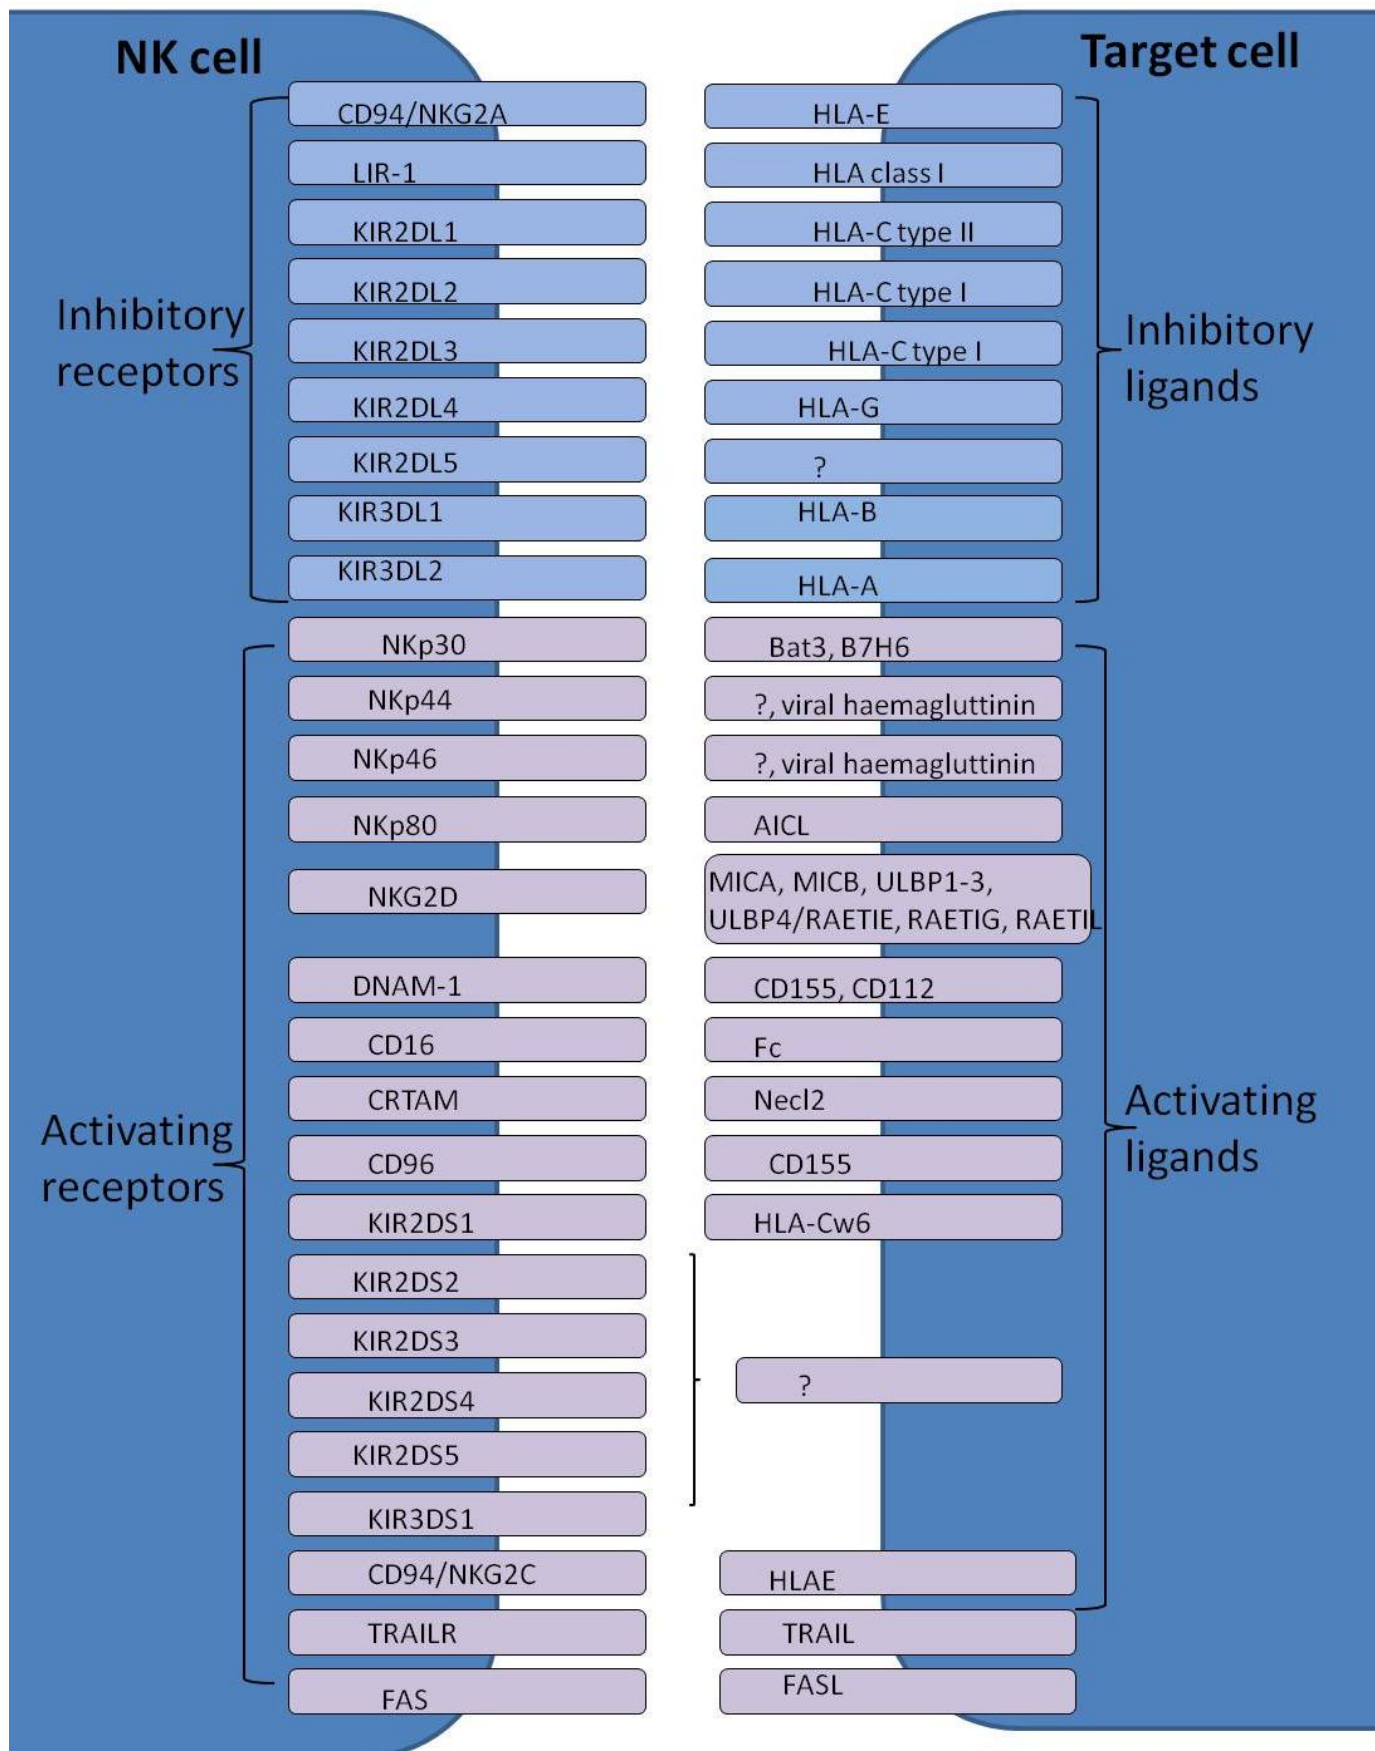 NK cell
Target cell
CD94/NKG2A
HLA-E
LIR-1
HLA class I
KIR2DL1
HLA-C type II
KIR2DL2
HLA-C type I
Inhibitory
receptors
Inhibitory
ligands
KIR2DL3
HLA-C type I
KIR2DL4
HLA-G
KIR2DL5
?
KIR3DL1
HLA-B
KIR3DL2
HLA-A
NKp30
Bat3, B7H6
NKp44
?, viral haemagluttinin
NKp46
?, viral haemagluttinin
NKp80
AICL
NKG2D
MICA, MICB, ULBP1-3,
ULBP4/RAETIE, RAETIG, RAETIL
DNAM-1
CD155, CD112
CD16
Fc
CRTAM
Necl2
Activating
receptors
Activating
ligands
CD96
CD155
KIR2DS1
HLA-Cw6
KIR2DS2
KIR2DS3
KIR2DS4
?
KIR2DS5
KIR3DS1
CD94/NKG2C
HLAE
TRAILR
TRAIL
FAS
FASL